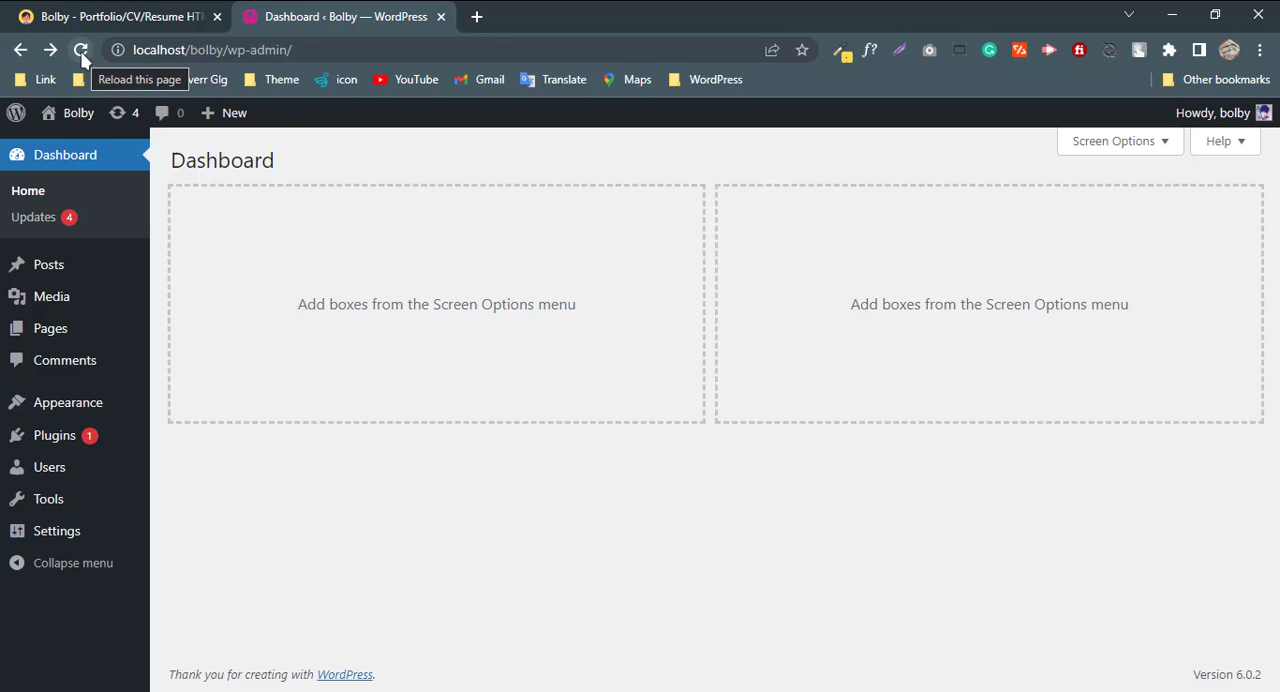 Bolby - Portfolio/CV/Resume HT
Dashboard ‹ Bolby — WordPress
localhost/bolby/wp-admin/
Link
Reload this page
verr Glg
Theme
icon
YouTube
Gmail
Translate
Maps
WordPress
Other bookmarks
Bolby
4
0
New
Howdy, bolby
Dashboard
Home
Updates 4
Posts
Media
Pages
Comments
Appearance
Plugins 1
Users
Tools
Settings
Collapse menu
Screen Options
Help
Dashboard
Add boxes from the Screen Options menu
Add boxes from the Screen Options menu
Thank you for creating with WordPress.
Version 6.0.2